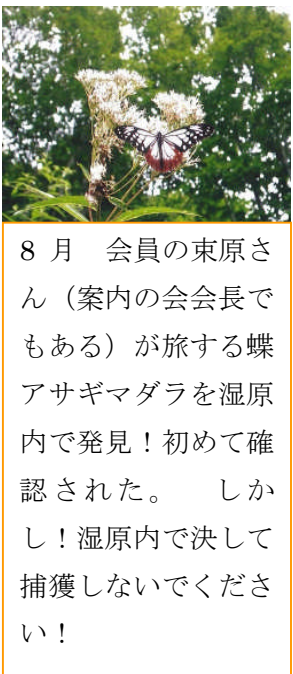 8 月　会員の束原さ
ん（案内の会会長で
もある）が旅する蝶
アサギマダラを湿原
内で発見！初めて確
認された。　しか
し！湿原内で決して
捕獲しないでくださ
い！